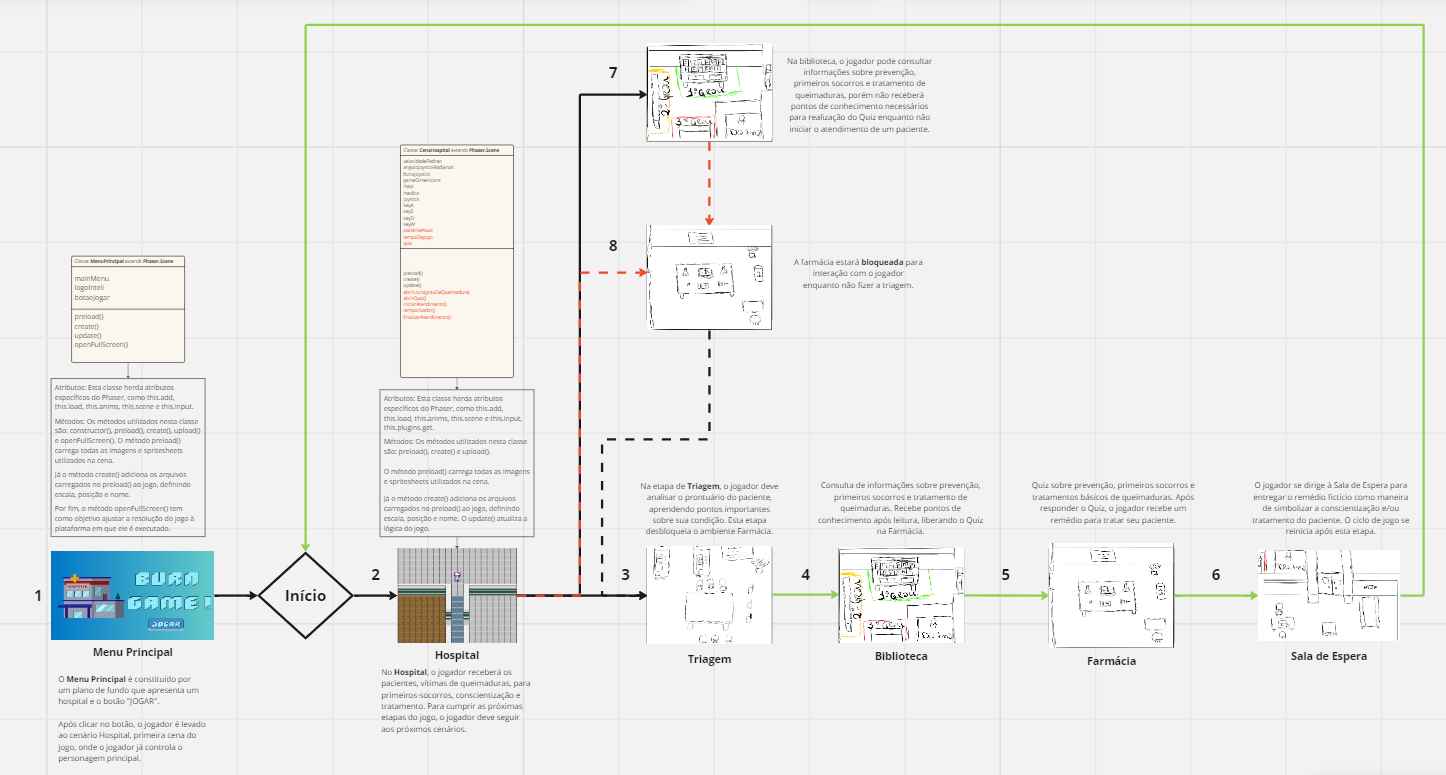 7
Na biblioteca, o jogador pode consultar
informações sobre prevenção,
primeiros socorros e tratamento de
queimaduras, porém não receberá
pontos de conhecimento necessários
para realização do Quiz enquanto não
iniciar o atendimento de um paciente.
1º Grau
2º Grau
3º Grau
8
A farmácia estará bloqueada para
interação com o jogador
enquanto não fizer a triagem.
Classe: MenuPrincipal extends Phaser.Scene
mainMenu
logoInteli
botaoJogar
preload()
create()
update()
openFullScreen()
Atributos: Esta classe herda atributos
específicos do Phaser, como this.add,
this.load, this.anims, this.scene e this.input.
Métodos: Os métodos utilizados nesta classe
são: constructor(), preload(), create(), upload()
e openFullScreen(). O método preload()
carrega todas as imagens e spritesheets
utilizados na cena.
Já o método create() adiciona os arquivos
carregados no preload() ao jogo, definindo
escala, posição e nome.
Por fim, o método openFullScreen() tem
como objetivo ajustar a resolução do jogo à
plataforma em que ele é executado.
Classe: CenaHospital extends Phaser.Scene
velocidadePadrao
anguloJoystickRadianos
forcaJoystick
gameDimensions
map
medico
joystick
keyA
keyS
keyD
keyW
pacienteAtual
tempoDeJogo
quiz
preload()
create()
update()
abrirLivro(grauDeQueimadura)
abrirQuiz()
iniciarAtendimento()
temporizador()
finalizarAtendimento()
Atributos: Esta classe herda atributos
específicos do Phaser, como this.add,
this.load, this.anims, this.scene e this.input,
this.plugins.get.
Métodos: Os métodos utilizados nesta classe
são: preload(), create() e upload().
O método preload() carrega todas as imagens
e spritesheets utilizados na cena.
Já o método create() adiciona os arquivos
carregados no preload() ao jogo, definindo
escala, posição e nome. O update() atualiza a
lógica do jogo.
1
HOSPITAL
BURN
GAME!
JOGAR
Menu Principal
O Menu Principal é constituído por
um plano de fundo que apresenta um
hospital e o botão "JOGAR".
Após clicar no botão, o jogador é levado
ao cenário Hospital, primeira cena do
jogo, onde o jogador já controla o
personagem principal.
Início
2
Hospital
No Hospital, o jogador receberá os
pacientes, vítimas de queimaduras, para
primeiros-socorros, conscientização e
tratamento. Para cumprir as próximas
etapas do jogo, o jogador deve seguir
aos próximos cenários.
Na etapa de Triagem, o jogador deve
analisar o prontuário do paciente,
aprendendo pontos importantes
sobre sua condição. Esta etapa
desbloqueia o ambiente Farmácia.
3
Triagem
Consulta de informações sobre prevenção,
primeiros socorros e tratamento de
queimaduras. Recebe pontos de
conhecimento após leitura, liberando o Quiz
na Farmácia.
4
1º Grau
2º Grau
3º Grau
Biblioteca
Quiz sobre prevenção, primeiros socorros e
tratamentos básicos de queimaduras. Após
responder o Quiz, o jogador recebe um
remédio para tratar seu paciente.
5
Farmácia
O jogador se dirige à Sala de Espera para
entregar o remédio fictício como maneira
de simbolizar a conscientização e/ou
tratamento do paciente. O ciclo de jogo se
reinicia após esta etapa.
6
Sala de Espera